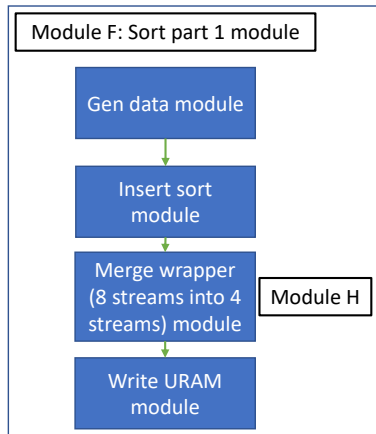 Module F: Sort part 1 module
Gen data module
Insert sort
module
Merge wrapper
(8 streams into 4
streams) module
Module H
Write URAM
module